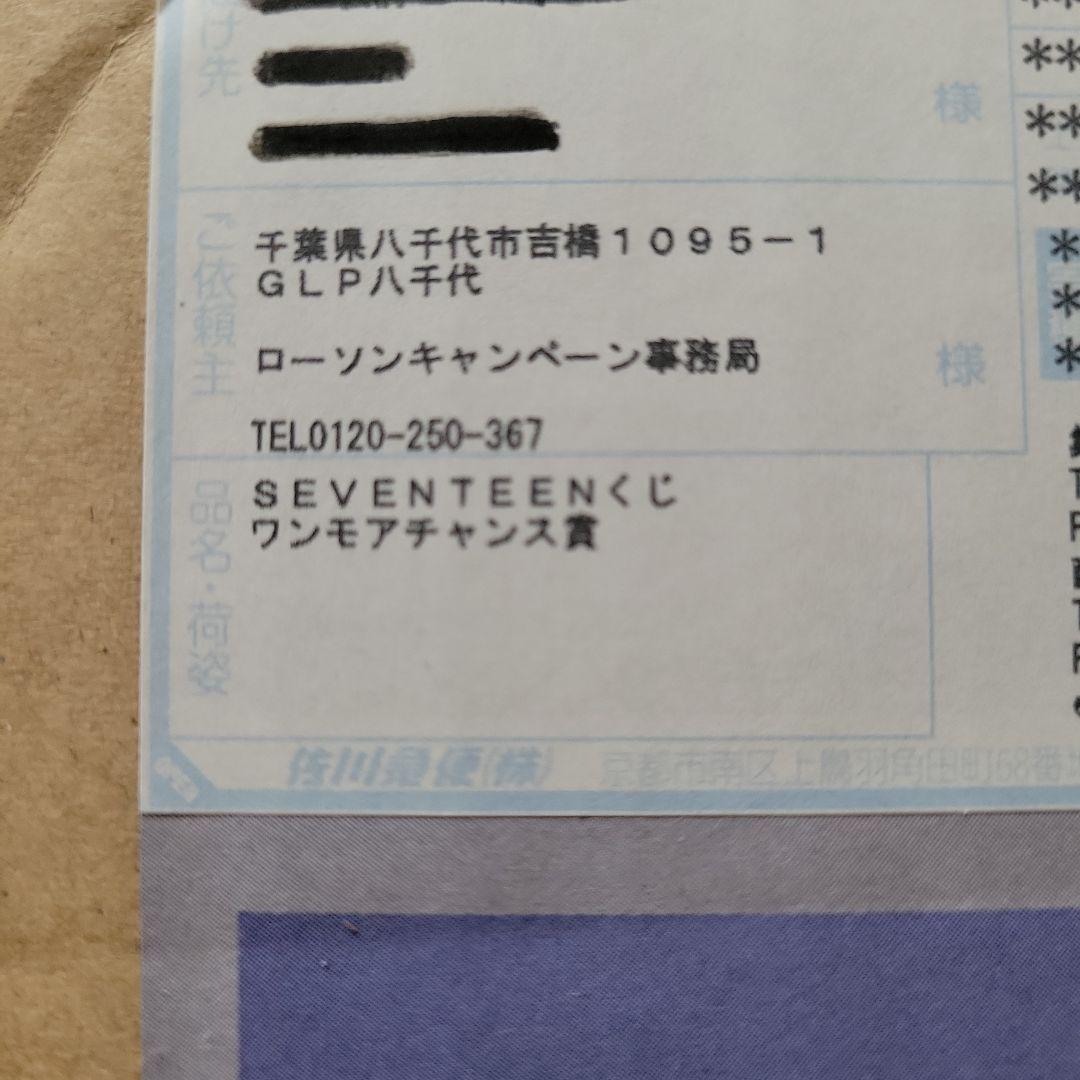 け先
様
ご依頼主
千葉県八千代市吉橋１０９５－１
ＧＬＰ八千代
ローソンキャンペーン事務局
様
TEL0120-250-367
品名・荷姿
ＳＥＶＥＮＴＥＥＮくじ
ワンモアチャンス賞
佐川急便(株) 京都市南区上鳥羽角田町68番地
**
**
**
**
*
*
*